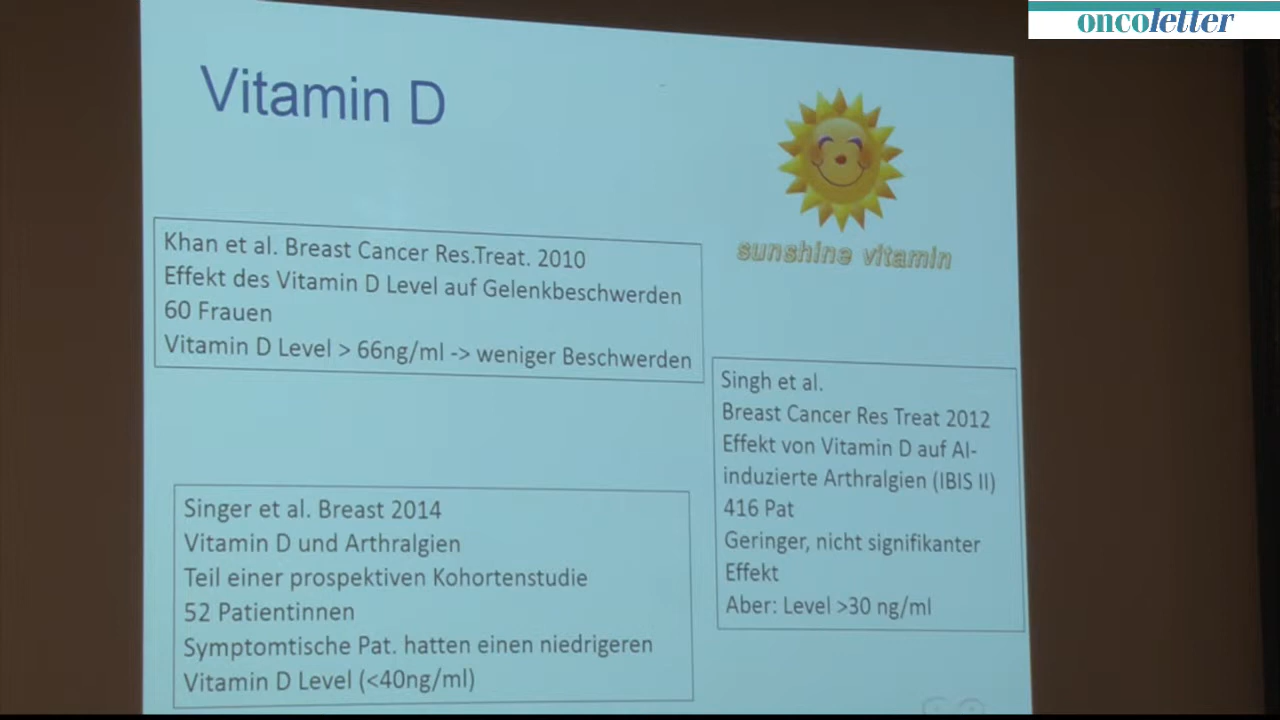 oncoletter
Vitamin D
sunshine vitamin
Khan et al. Breast Cancer Res.Treat. 2010
Effekt des Vitamin D Level auf Gelenkbeschwerden
60 Frauen
Vitamin D Level > 66ng/ml -> weniger Beschwerden
Singh et al.
Breast Cancer Res Treat 2012
Effekt von Vitamin D auf AI-
induzierte Arthralgien (IBIS II)
416 Pat
Geringer, nicht signifikanter
Effekt
Aber: Level >30 ng/ml
Singer et al. Breast 2014
Vitamin D und Arthralgien
Teil einer prospektiven Kohortenstudie
52 Patientinnen
Symptomtische Pat. hatten einen niedrigeren
Vitamin D Level (<40ng/ml)